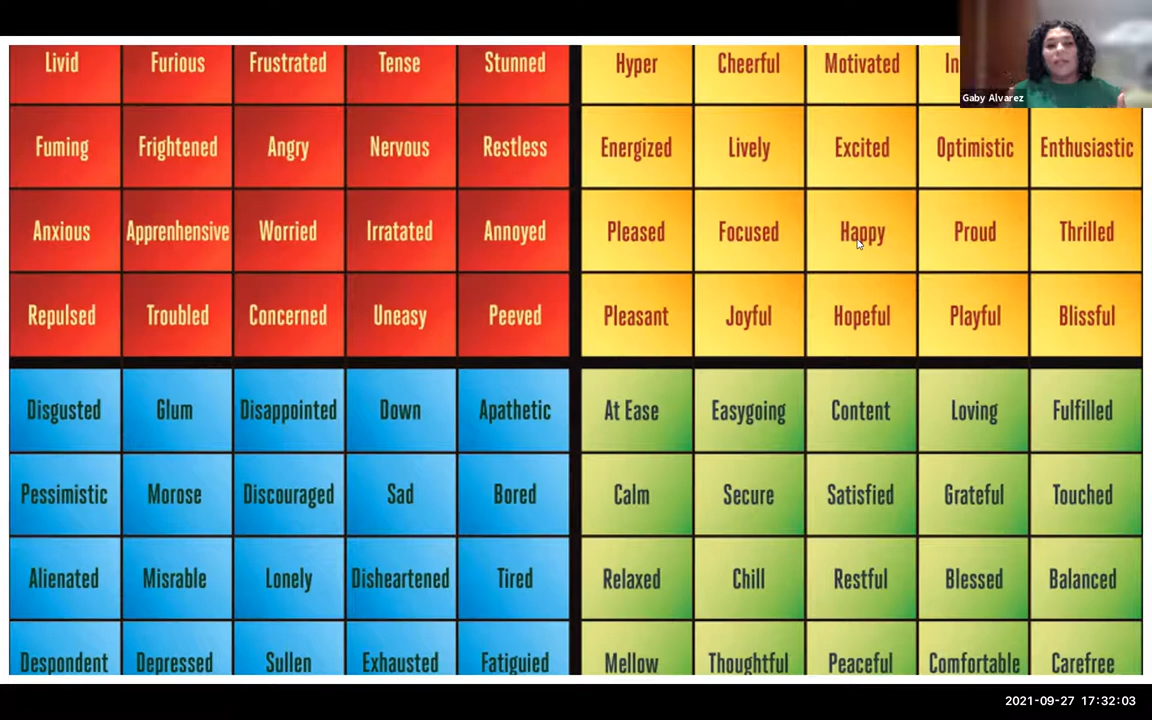 Livid Furious Frustrated Tense Stunned Hyper Cheerful Motivated
Gaby Alvarez
Fuming Frightened Angry Nervous Restless Energized Lively Excited Optimistic Enthusiastic
Anxious Apprenhensive Worried Irratated Annoyed Pleased Focused Happy Proud Thrilled
Repulsed Troubled Concerned Uneasy Peeved Pleasant Joyful Hopeful Playful Blissful
Disgusted Glum Disappointed Down Apathetic At Ease Easygoing Content Loving Fulfilled
Pessimistic Morose Discouraged Sad Bored Calm Secure Satisfied Grateful Touched
Alienated Misrable Lonely Disheartened Tired Relaxed Chill Restful Blessed Balanced
Despondent Depressed Sullen Exhausted Fatiguied Mellow Thoughtful Peaceful Comfortable Carefree
2021-09-27 17:32:03